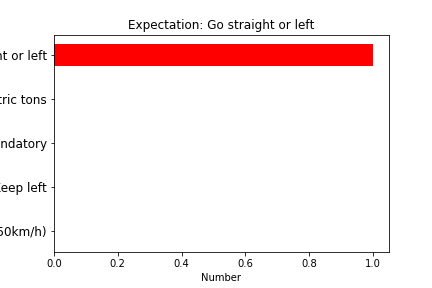 Expectation: Go straight or left
t or left
tric tons
ndatory
eep left
50km/h)
0.0 0.2 0.4 0.6 0.8 1.0
Number